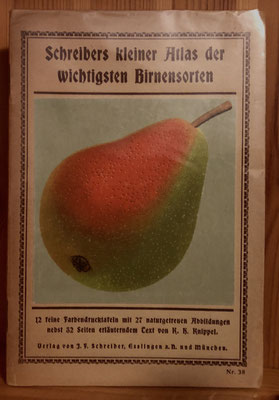 Schreibers kleiner Atlas der
wichtigsten Birnensorten
12 feine Farbendrucktafeln mit 27 naturgetreuen Abbildungen
nebst 32 Seiten erläuterndem Text von K. H. Knippel.
Verlag von J. F. Schreiber, Esslingen a. N. und München.
Nr. 38